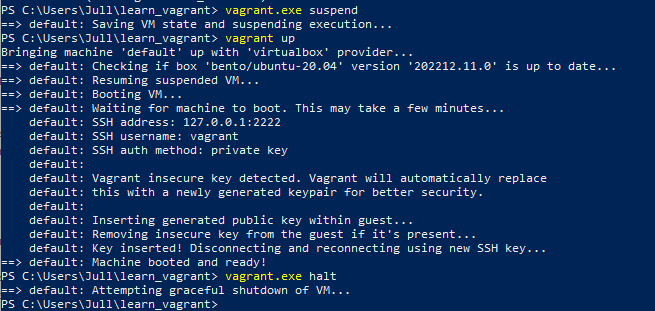 PS C:\Users\Jull\learn_vagrant> vagrant.exe suspend
==> default: Saving VM state and suspending execution...
PS C:\Users\Jull\learn_vagrant> vagrant up
Bringing machine 'default' up with 'virtualbox' provider...
==> default: Checking if box 'bento/ubuntu-20.04' version '202212.11.0' is up to date...
==> default: Resuming suspended VM...
==> default: Booting VM...
==> default: Waiting for machine to boot. This may take a few minutes...
    default: SSH address: 127.0.0.1:2222
    default: SSH username: vagrant
    default: SSH auth method: private key
    default:
    default: Vagrant insecure key detected. Vagrant will automatically replace
    default: this with a newly generated keypair for better security.
    default:
    default: Inserting generated public key within guest...
    default: Removing insecure key from the guest if it's present...
    default: Key inserted! Disconnecting and reconnecting using new SSH key...
==> default: Machine booted and ready!
PS C:\Users\Jull\learn_vagrant> vagrant.exe halt
==> default: Attempting graceful shutdown of VM...
PS C:\Users\Jull\learn_vagrant>